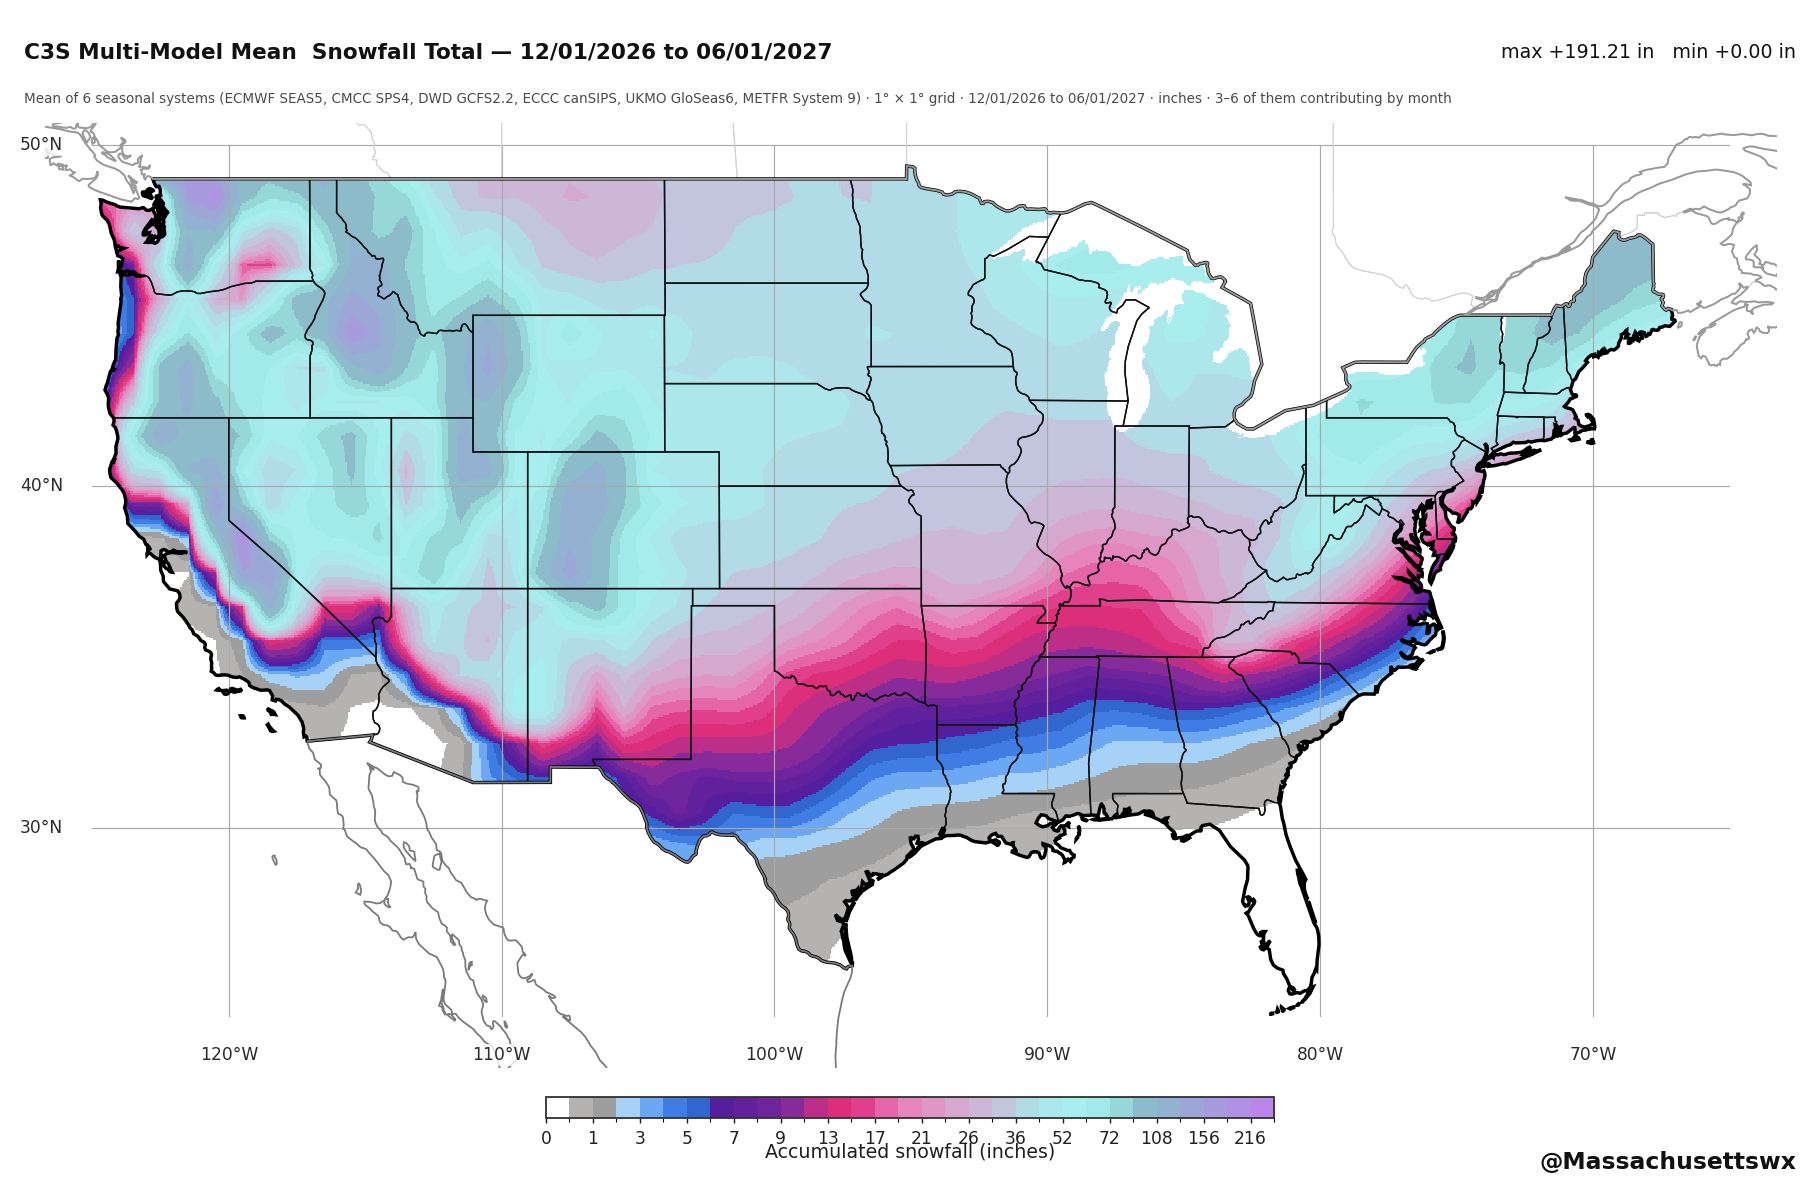 C3S Multi-Model Mean  Snowfall Total — 12/01/2026 to 06/01/2027
max +191.21 in   min +0.00 in
Mean of 6 seasonal systems (ECMWF SEAS5, CMCC SPS4, DWD GCFS2.2, ECCC canSIPS, UKMO GloSeas6, METFR System 9) · 1° × 1° grid · 12/01/2026 to 06/01/2027 · inches · 3–6 of them contributing by month
50°N
40°N
30°N
120°W 110°W 100°W 90°W 80°W 70°W
0 1 3 5 7 9 13 17 21 26 36 52 72 108 156 216
Accumulated snowfall (inches)
@Massachusettswx